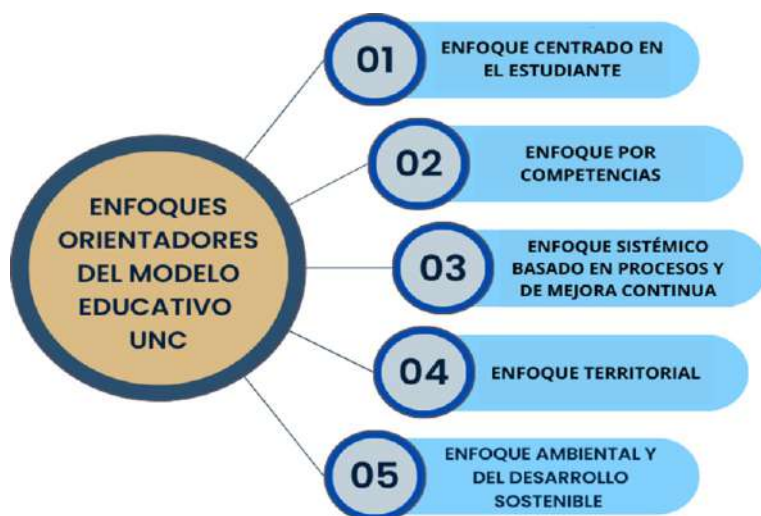 ENFOQUES
ORIENTADORES
DEL MODELO
EDUCATIVO
UNC
01
ENFOQUE CENTRADO EN
EL ESTUDIANTE
02
ENFOQUE POR
COMPETENCIAS
03
ENFOQUE SISTÉMICO
BASADO EN PROCESOS Y
DE MEJORA CONTINUA
04
ENFOQUE TERRITORIAL
05
ENFOQUE AMBIENTAL Y
DEL DESARROLLO
SOSTENIBLE